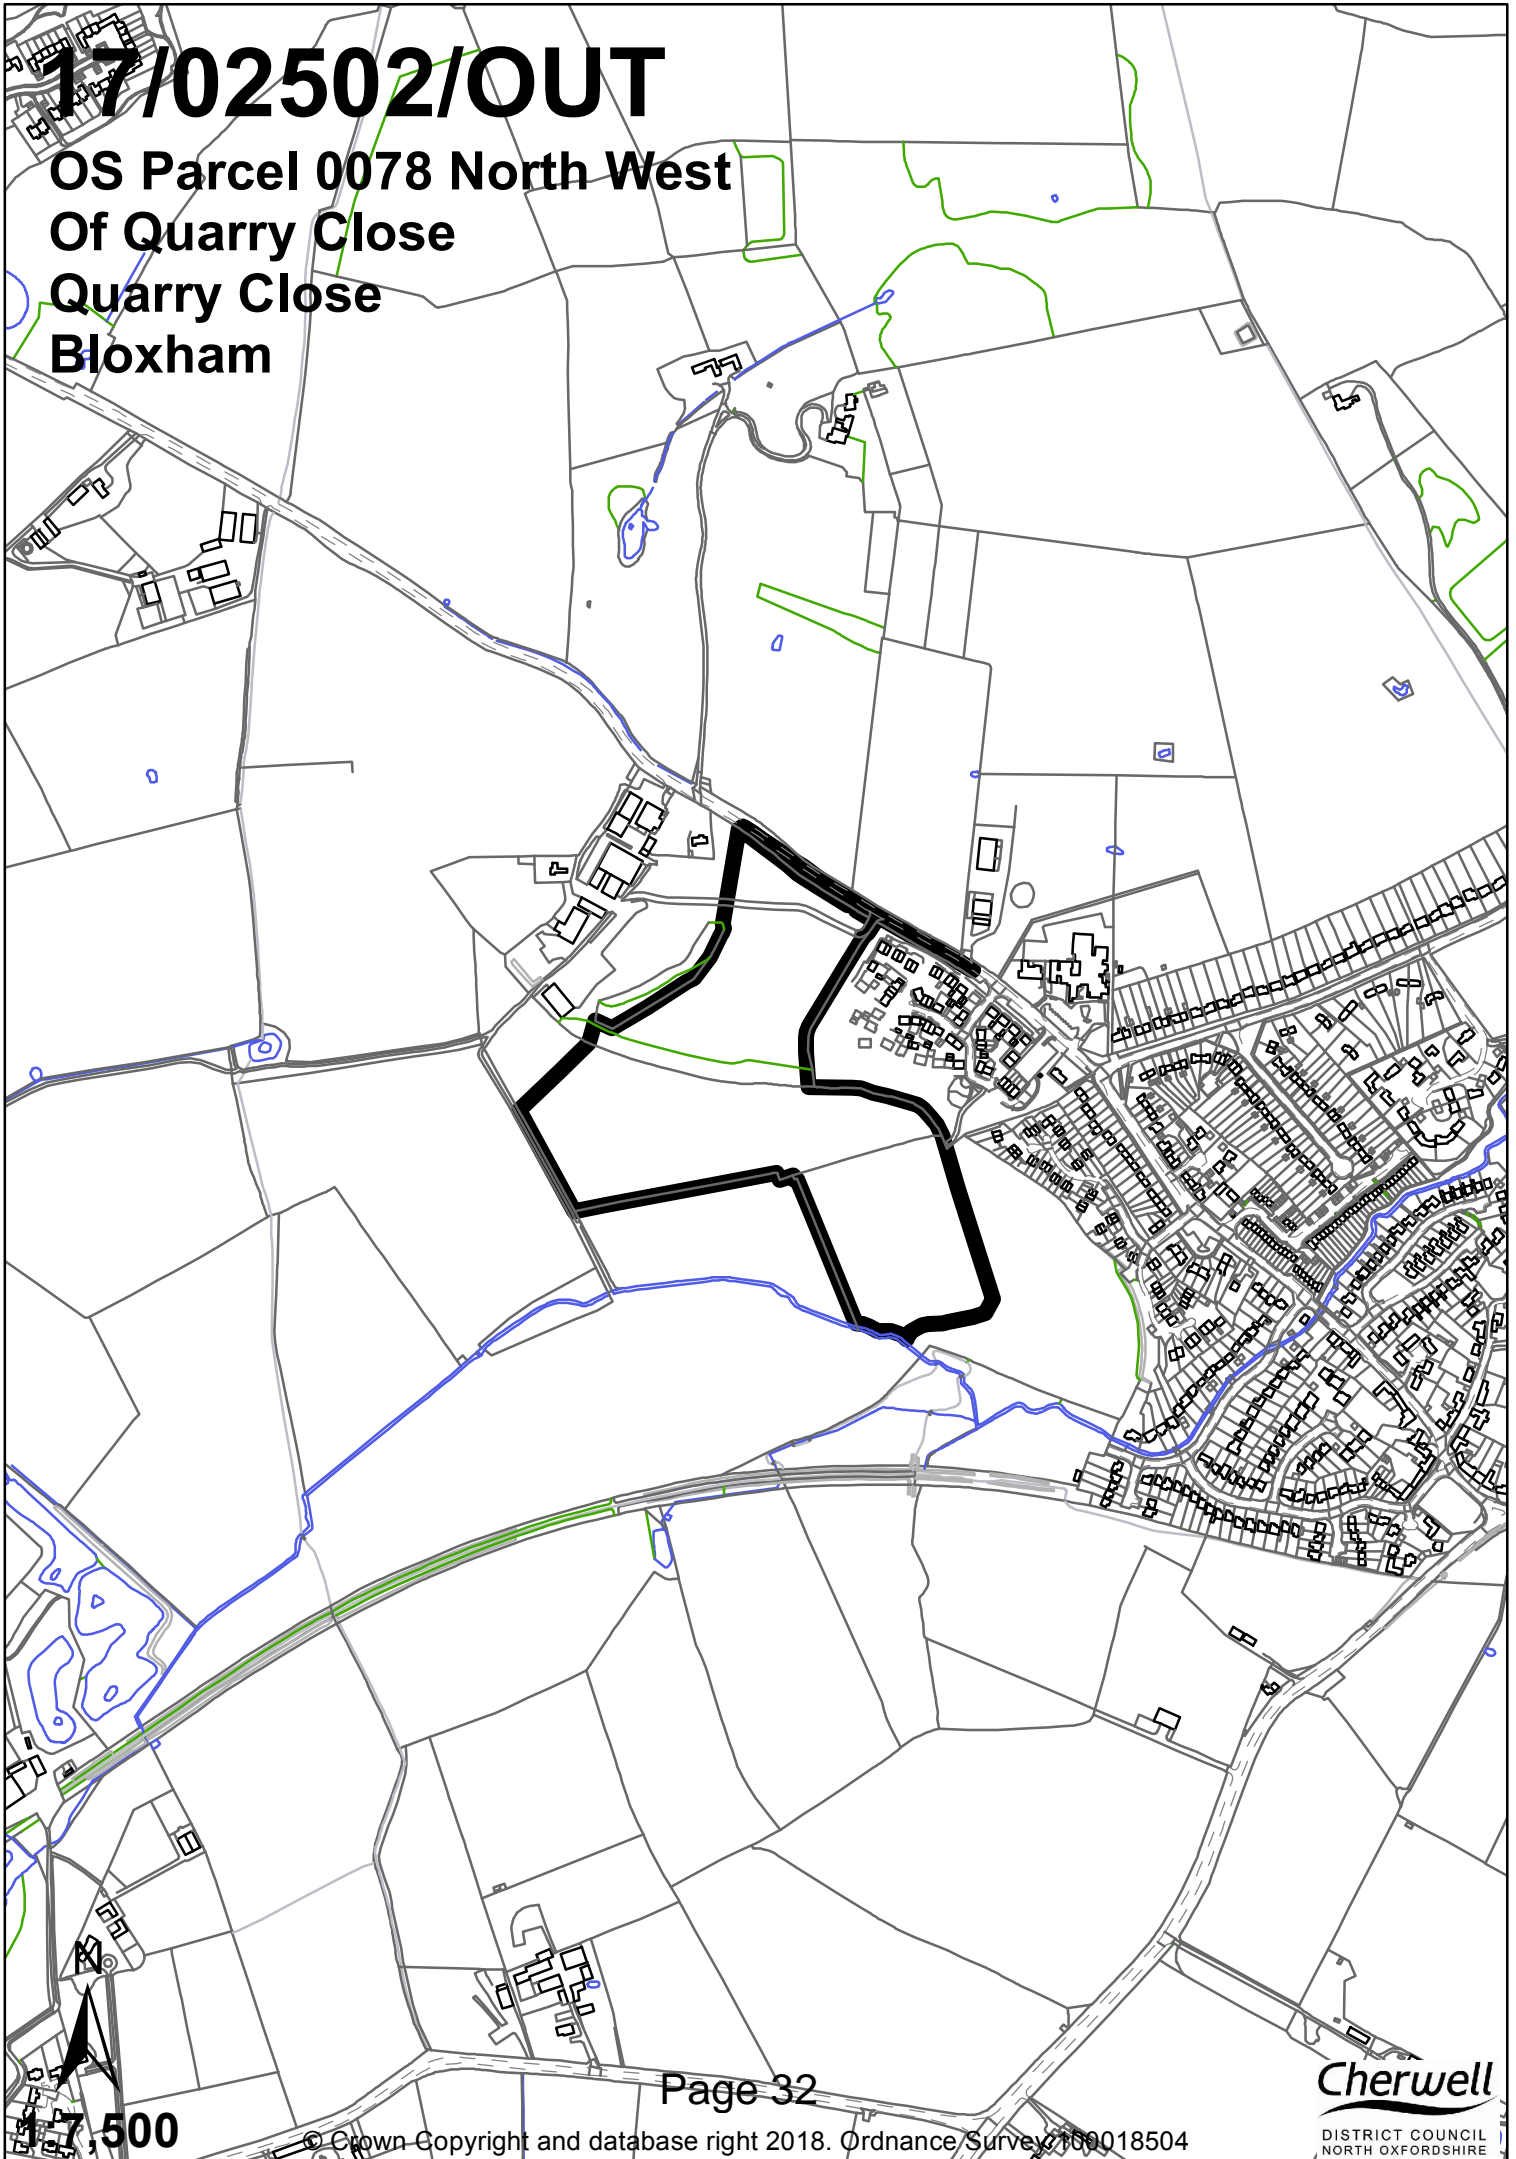 17/02502/OUT
OS Parcel 0078 North West
Of Quarry Close
Quarry Close
Bloxham
N
1:7,500
Page 32
© Crown Copyright and database right 2018. Ordnance Survey 100018504
Cherwell
DISTRICT COUNCIL
NORTH OXFORDSHIRE